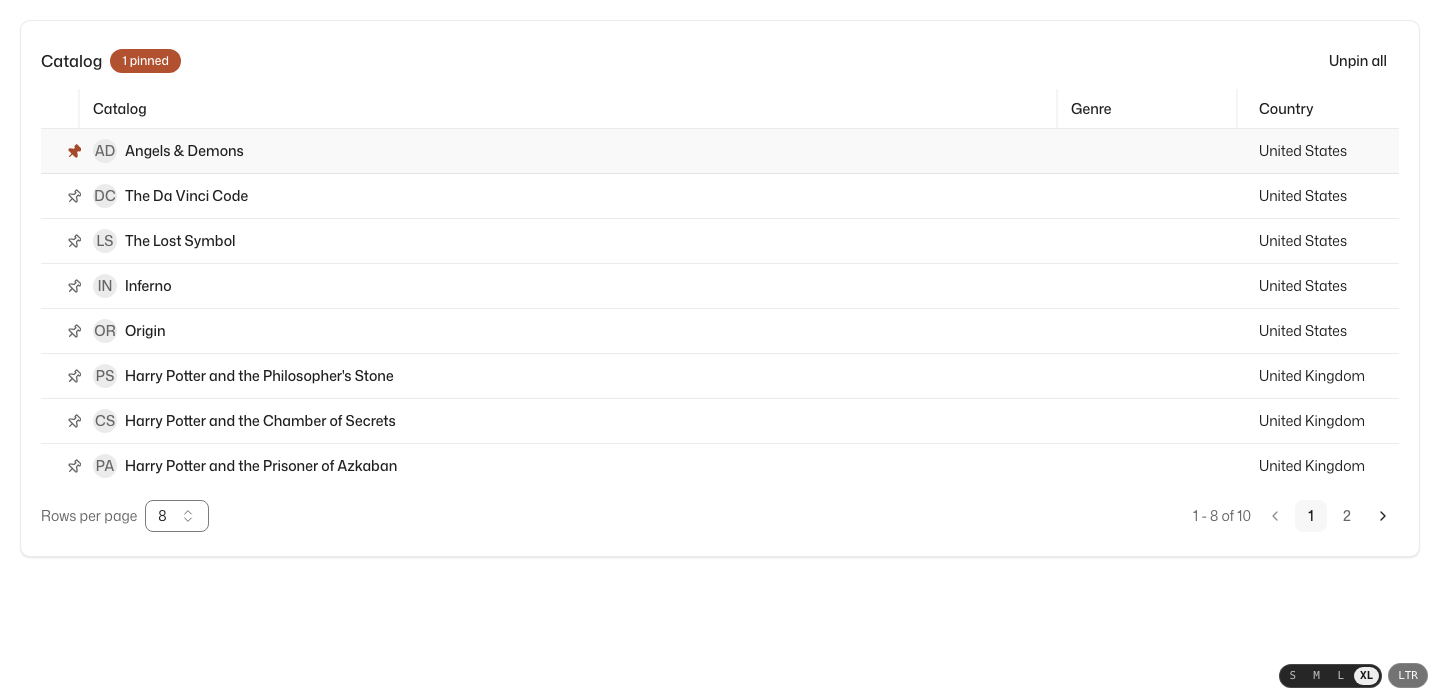 Catalog 1 pinned Unpin all
Catalog Genre Country
AD Angels & Demons United States
DC The Da Vinci Code United States
LS The Lost Symbol United States
IN Inferno United States
OR Origin United States
PS Harry Potter and the Philosopher's Stone United Kingdom
CS Harry Potter and the Chamber of Secrets United Kingdom
PA Harry Potter and the Prisoner of Azkaban United Kingdom
Rows per page 8 1 - 8 of 10 1 2
S M L XL LTR